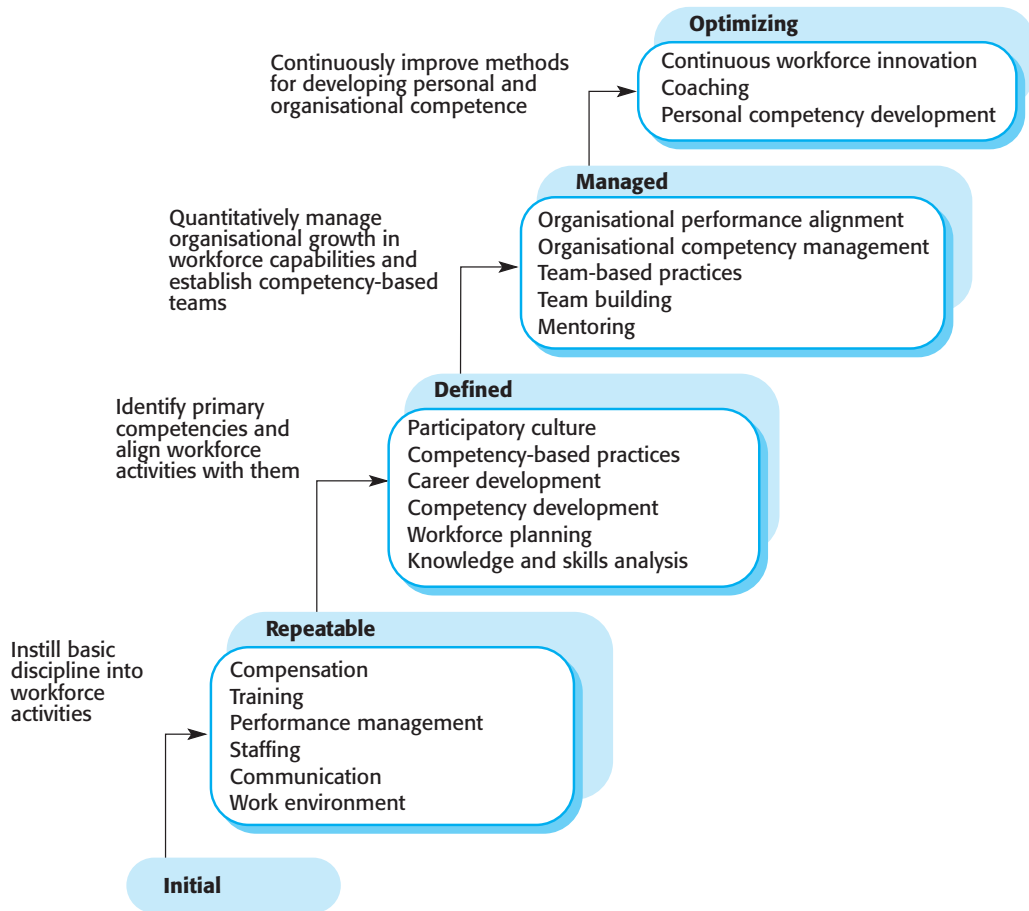 Optimizing
Continuously improve methods
for developing personal and
organisational competence
Continuous workforce innovation
Coaching
Personal competency development
Managed
Quantitatively manage
organisational growth in
workforce capabilities and
establish competency-based
teams
Organisational performance alignment
Organisational competency management
Team-based practices
Team building
Mentoring
Defined
Identify primary
competencies and
align workforce
activities with them
Participatory culture
Competency-based practices
Career development
Competency development
Workforce planning
Knowledge and skills analysis
Repeatable
Instill basic
discipline into
workforce
activities
Compensation
Training
Performance management
Staffing
Communication
Work environment
Initial